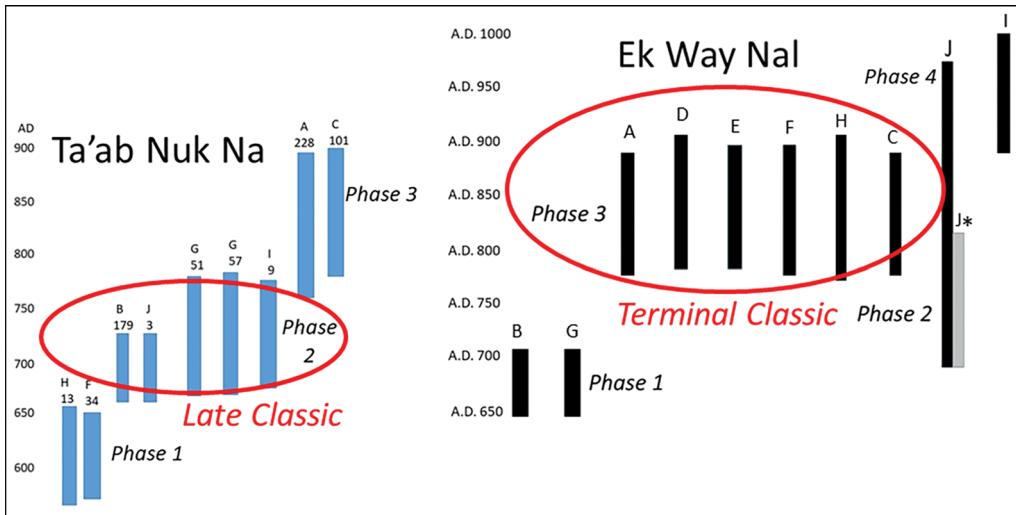 Ta'ab Nuk Na
AD
900
850
800
750
700
650
600
H
13
F
34
B
179
J
3
G
51
G
57
I
9
A
228
C
101
Phase 1
Phase
2
Phase 3
Late Classic
Ek Way Nal
A.D. 1000
A.D. 950
A.D. 900
A.D. 850
A.D. 800
A.D. 750
A.D. 700
A.D. 650
B
G
Phase 1
A
D
E
F
H
C
Phase 3
Terminal Classic
J
J*
Phase 2
Phase 4
I